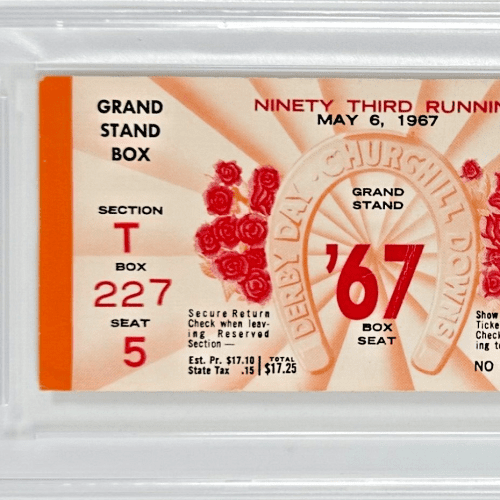 GRAND
STAND
BOX
SECTION
T
BOX
227
SEAT
5
NINETY THIRD RUNNIN
MAY 6, 1967
DERBY DAY · CHURCHILL DOWNS
GRAND
STAND
'67
BOX
SEAT
Secure Return
Check when leav-
ing Reserved
Section —
Est. Pr. $17.10
State Tax .15
TOTAL
$17.25
Show
Ticke
Check
ing to
NO